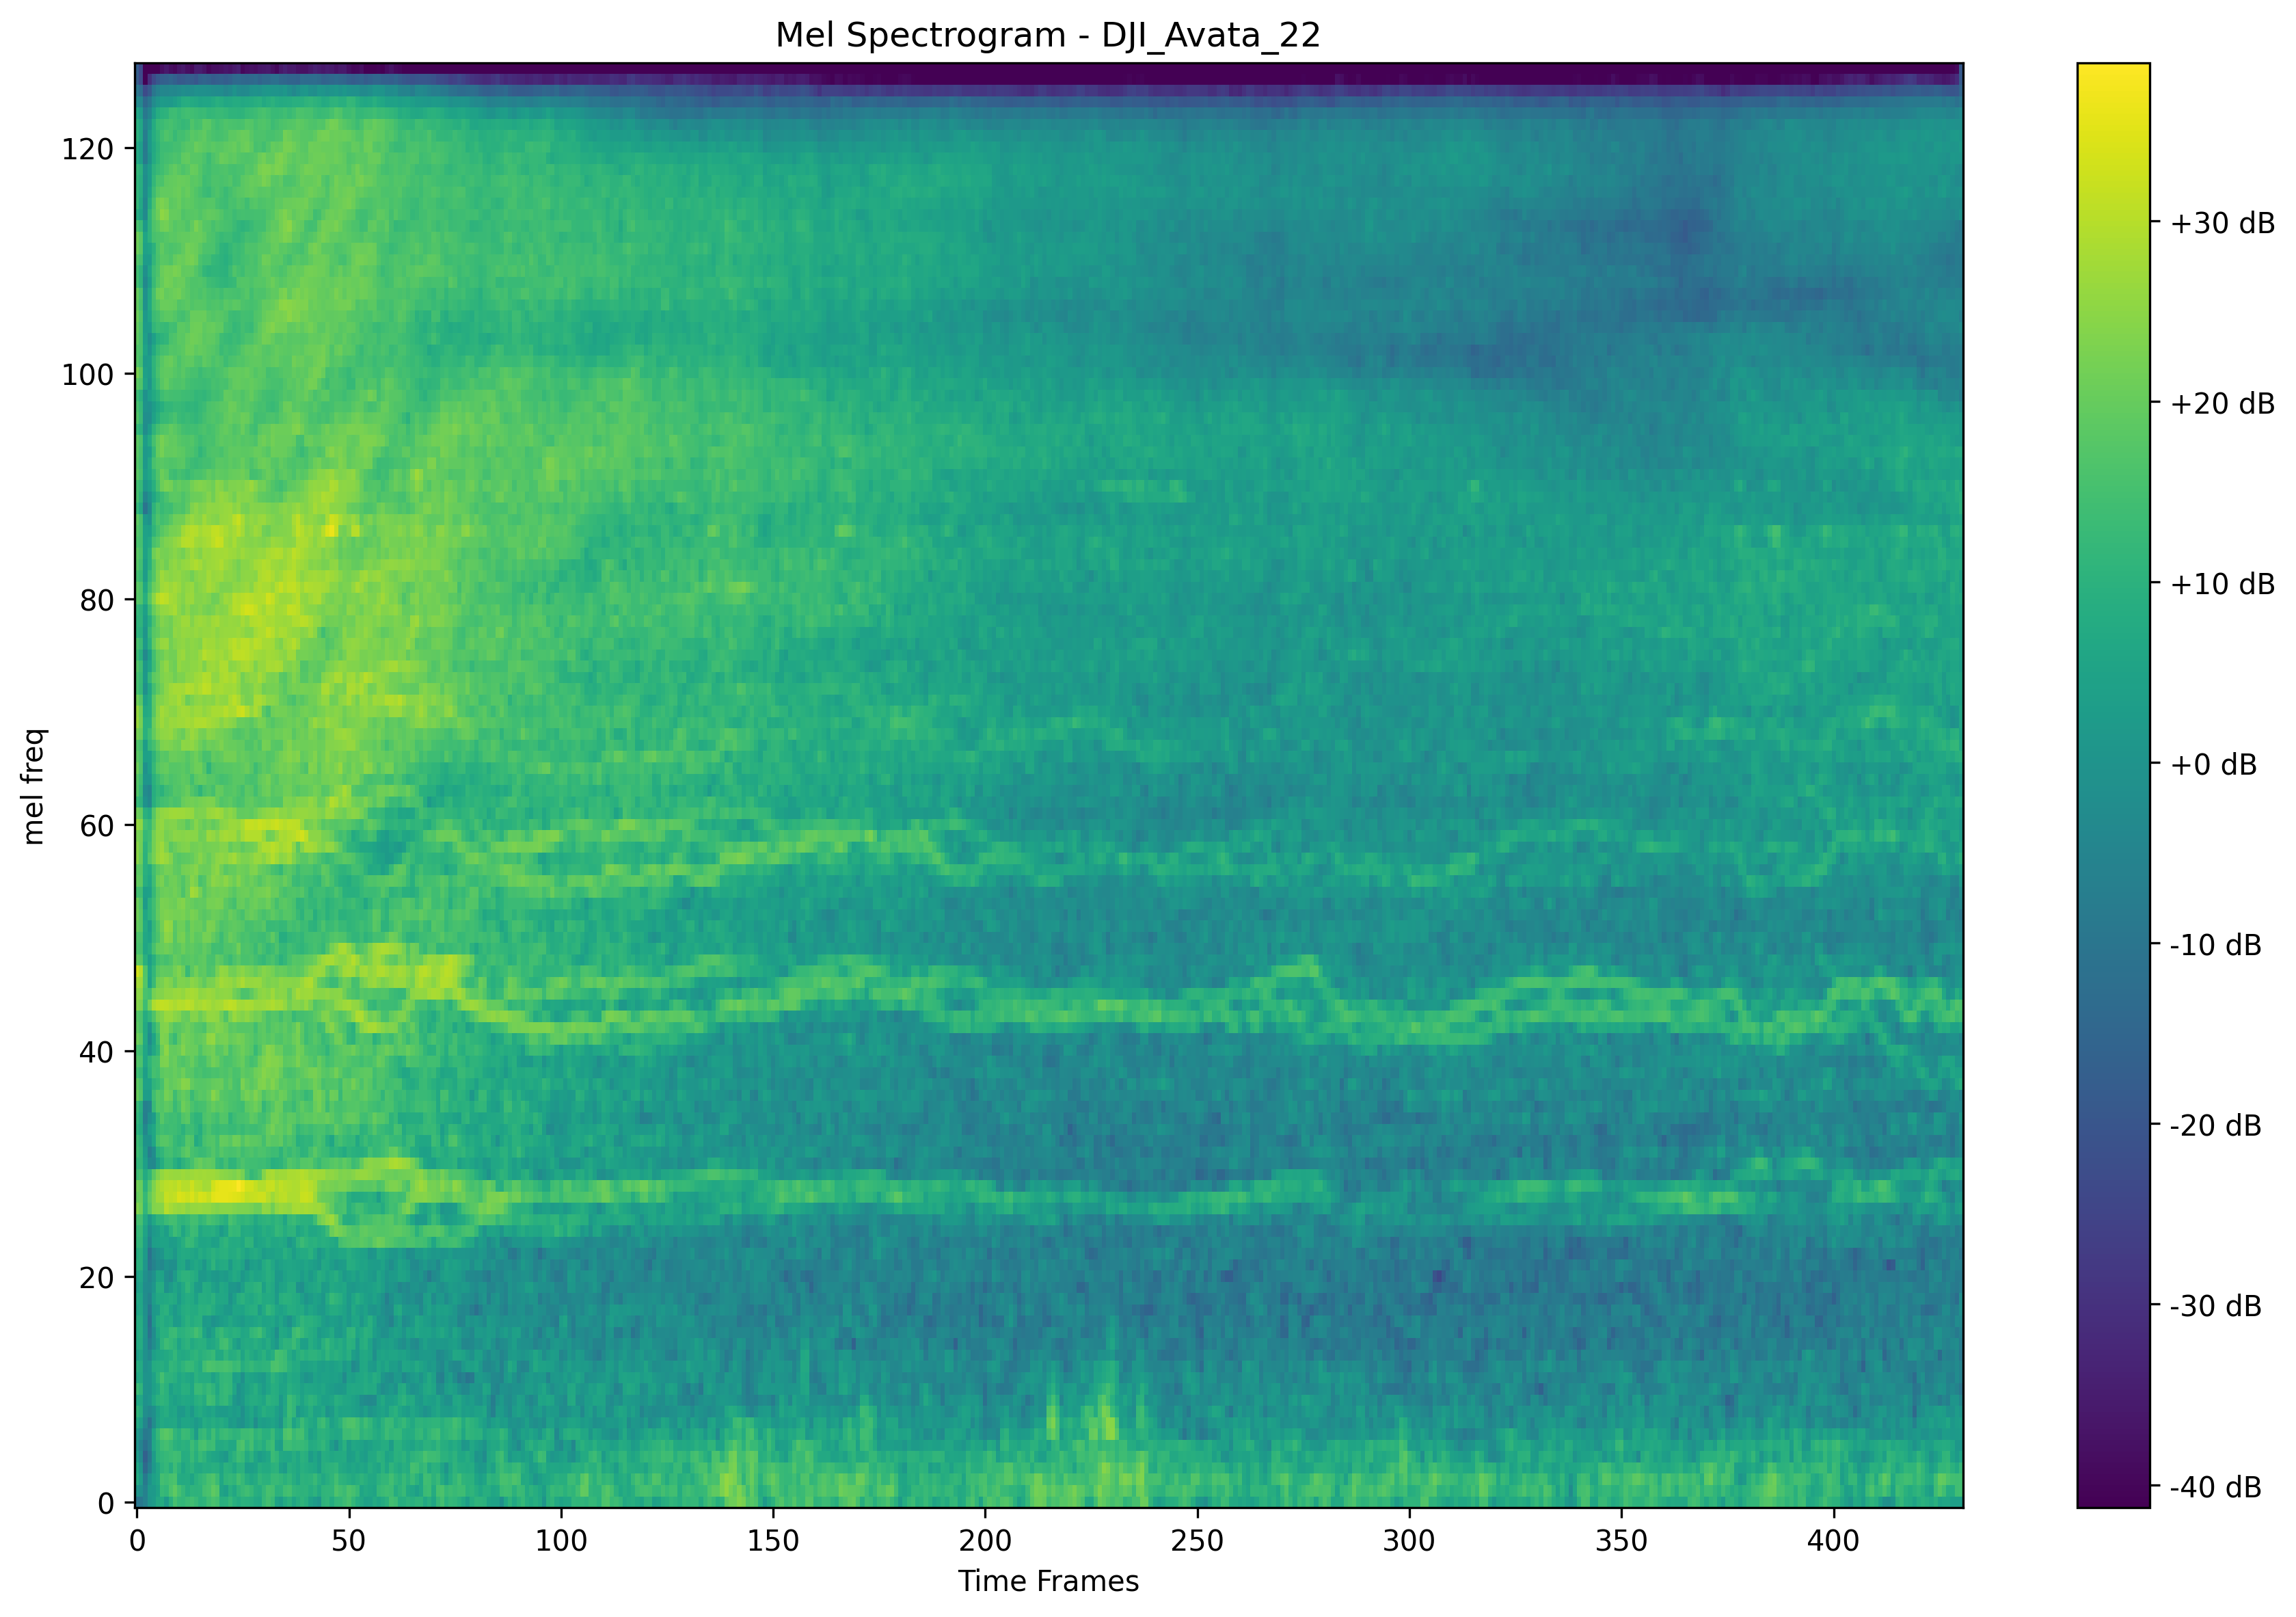 Mel Spectrogram - DJI_Avata_22
mel freq
120
100
80
60
40
20
0
0 50 100 150 200 250 300 350 400
Time Frames
+30 dB
+20 dB
+10 dB
+0 dB
-10 dB
-20 dB
-30 dB
-40 dB